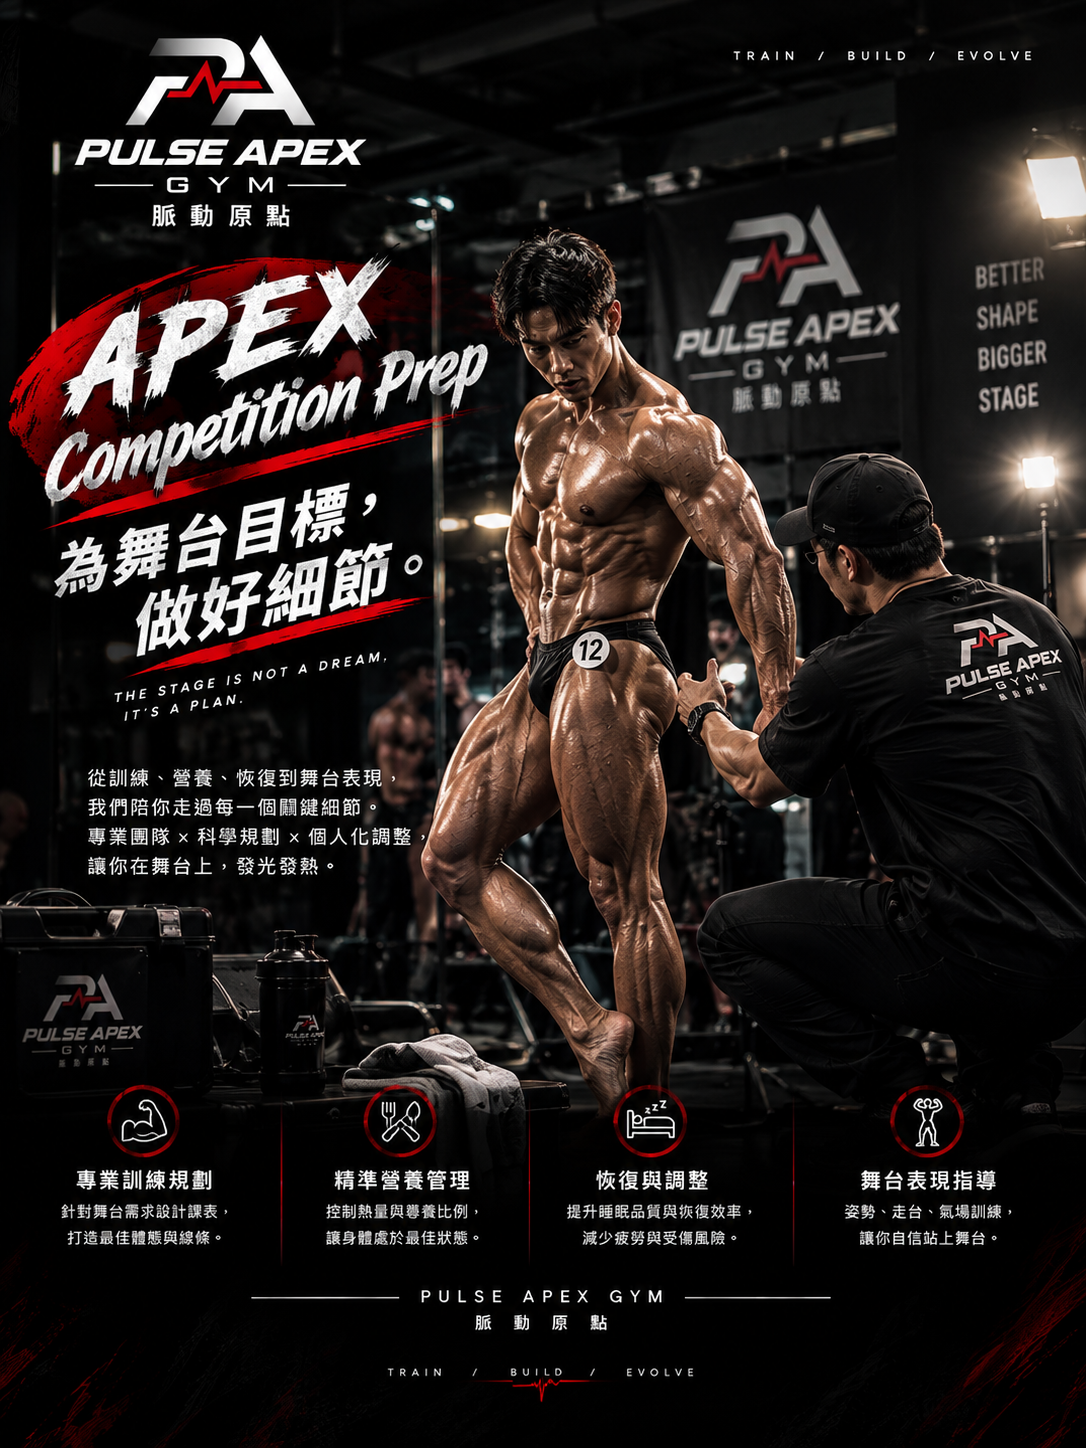 PA
PULSE APEX
GYM
脈動原點
TRAIN / BUILD / EVOLVE
APEX
Competition Prep
為舞台目標，
做好細節。
THE STAGE IS NOT A DREAM,
IT'S A PLAN.
PA
PULSE APEX
GYM
脈動原點
BETTER
SHAPE
BIGGER
STAGE
12
PA
PULSE APEX
GYM
脈動原點
從訓練、營養、恢復到舞台表現，
我們陪你走過每一個關鍵細節。
專業團隊 × 科學規劃 × 個人化調整，
讓你在舞台上，發光發熱。
PA
PULSE APEX
GYM
脈動原點
PA
PULSE APEX
專業訓練規劃
針對舞台需求設計課表，
打造最佳體態與線條。
精準營養管理
控制熱量與營養比例，
讓身體處於最佳狀態。
zzZ
恢復與調整
提升睡眠品質與恢復效率，
減少疲勞與受傷風險。
舞台表現指導
姿勢、走台、氣場訓練，
讓你自信站上舞台。
PULSE APEX GYM
脈動原點
TRAIN / BUILD / EVOLVE